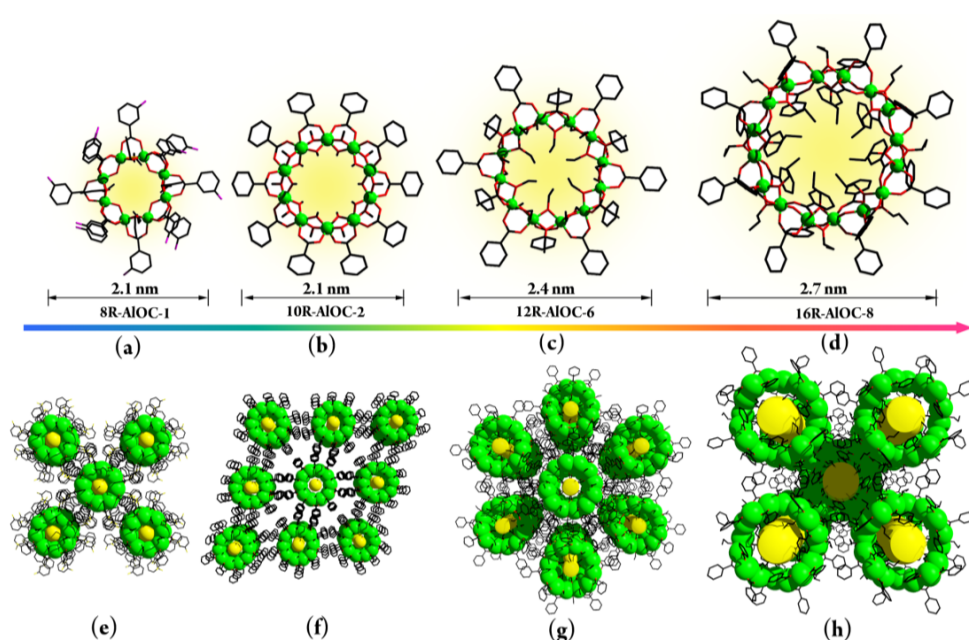 2.1 nm 2.1 nm 2.4 nm 2.7 nm
8R-AlOC-1 10R-AlOC-2 12R-AlOC-6 16R-AlOC-8
(a) (b) (c) (d)
(e) (f) (g) (h)